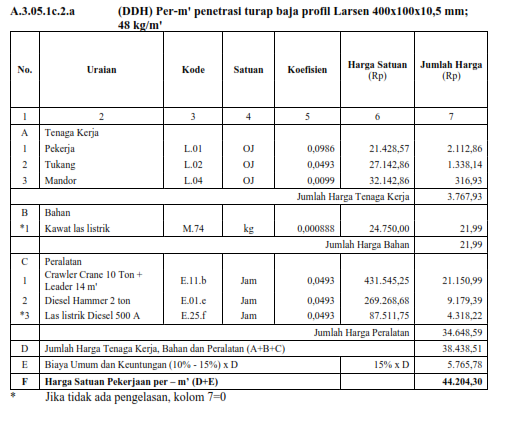 A.3.05.1c.2.a (DDH) Per-m' penetrasi turap baja profil Larsen 400x100x10,5 mm;
48 kg/m'
No. Uraian Kode Satuan Koefisien Harga Satuan (Rp) Jumlah Harga (Rp)
1 2 3 4 5 6 7
A Tenaga Kerja
1 Pekerja L.01 OJ 0,0986 21.428,57 2.112,86
2 Tukang L.02 OJ 0,0493 27.142,86 1.338,14
3 Mandor L.04 OJ 0,0099 32.142,86 316,93
Jumlah Harga Tenaga Kerja 3.767,93
B Bahan
*1 Kawat las listrik M.74 kg 0,000888 24.750,00 21,99
Jumlah Harga Bahan 21,99
C Peralatan
1 Crawler Crane 10 Ton + Leader 14 m' E.11.b Jam 0,0493 431.545,25 21.150,99
2 Diesel Hammer 2 ton E.01.e Jam 0,0493 269.268,68 9.179,39
*3 Las listrik Diesel 500 A E.25.f Jam 0,0493 87.511,75 4.318,22
Jumlah Harga Peralatan 34.648,59
D Jumlah Harga Tenaga Kerja, Bahan dan Peralatan (A+B+C) 38.438,51
E Biaya Umum dan Keuntungan (10% - 15%) x D 15% x D 5.765,78
F Harga Satuan Pekerjaan per – m' (D+E) 44.204,30
* Jika tidak ada pengelasan, kolom 7=0